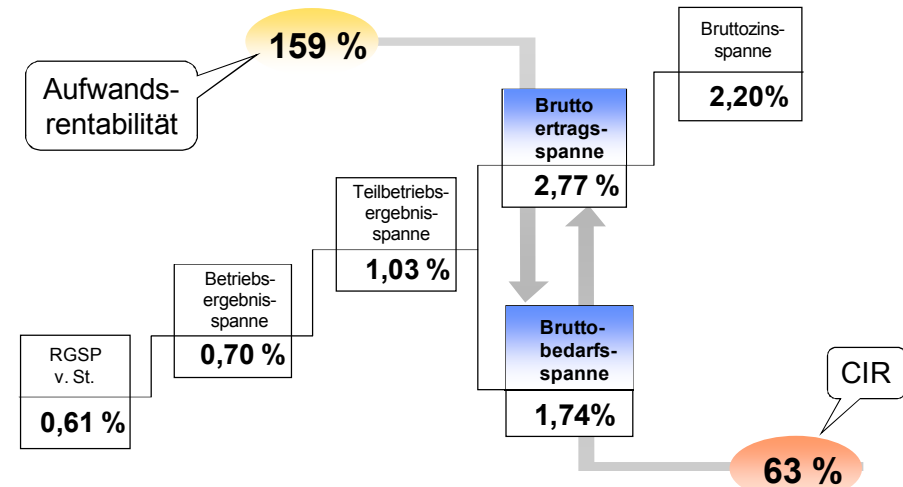 159 %
Aufwands-
rentabilität
Bruttozins-
spanne
2,20%
Brutto
ertrags-
spanne
2,77 %
Teilbetriebs-
ergebnis-
spanne
1,03 %
Betriebs-
ergebnis-
spanne
0,70 %
RGSP
v. St.
0,61 %
Brutto-
bedarfs-
spanne
1,74%
CIR
63 %